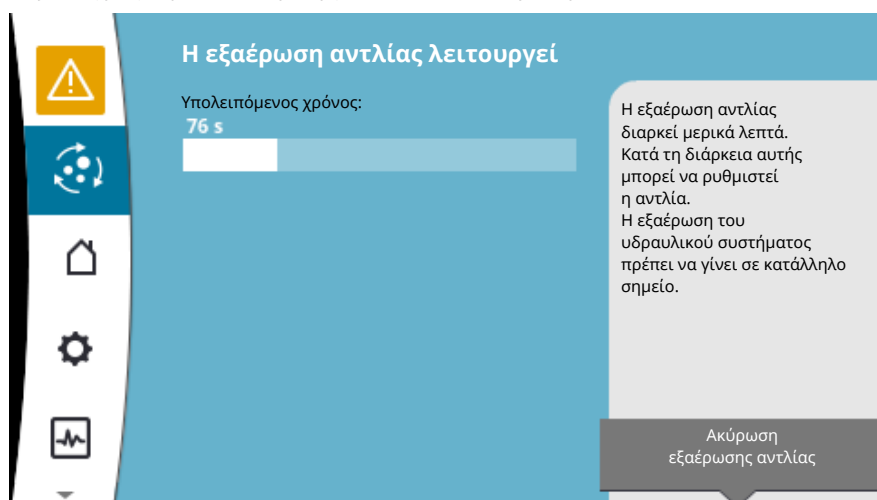 Η εξαέρωση αντλίας λειτουργεί
Υπολειπόμενος χρόνος:
76 s
Η εξαέρωση αντλίας
διαρκεί μερικά λεπτά.
Κατά τη διάρκεια αυτής
μπορεί να ρυθμιστεί
η αντλία.
Η εξαέρωση του
υδραυλικού συστήματος
πρέπει να γίνει σε κατάλληλο
σημείο.
Ακύρωση
εξαέρωσης αντλίας